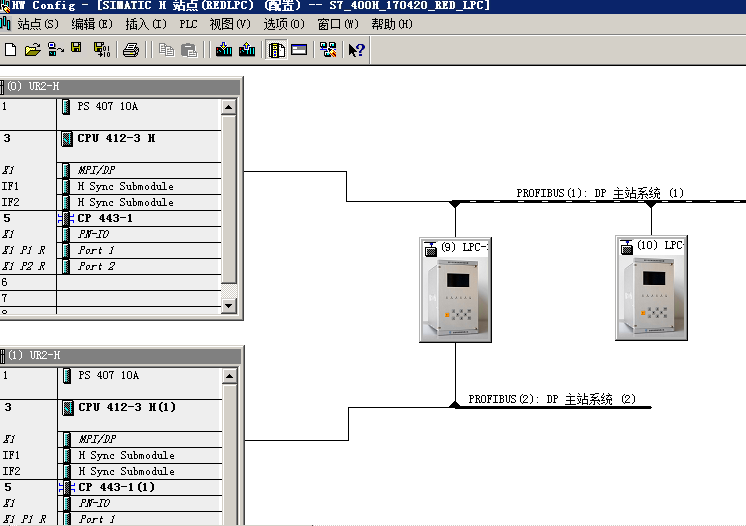 HW Config - [SIMATIC H 站点(REDLPC) (配置) -- ST_400H_170420_RED_LPC]
站点(S) 编辑(E) 插入(I) PLC 视图(V) 选项(O) 窗口(W) 帮助(H)
(0) UR2-H
1 PS 407 10A
3 CPU 412-3 H
X1 MPI/DP
IF1 H Sync Submodule
IF2 H Sync Submodule
5 CP 443-1
X1 PN-IO
X1 P1 R Port 1
X1 P2 R Port 2
6
7
PROFIBUS(1): DP 主站系统 (1)
(9) LPC-
(10) LPC-
(1) UR2-H
1 PS 407 10A
3 CPU 412-3 H(1)
X1 MPI/DP
IF1 H Sync Submodule
IF2 H Sync Submodule
5 CP 443-1(1)
X1 PN-IO
X1 P1 R Port 1
PROFIBUS(2): DP 主站系统 (2)